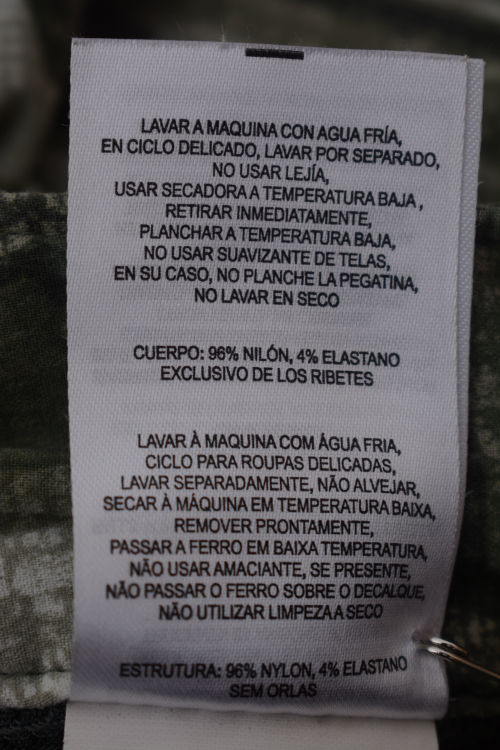 LAVAR A MAQUINA CON AGUA FRÍA,
EN CICLO DELICADO, LAVAR POR SEPARADO,
NO USAR LEJÍA,
USAR SECADORA A TEMPERATURA BAJA ,
RETIRAR INMEDIATAMENTE,
PLANCHAR A TEMPERATURA BAJA,
NO USAR SUAVIZANTE DE TELAS,
EN SU CASO, NO PLANCHE LA PEGATINA,
NO LAVAR EN SECO
CUERPO: 96% NILÓN, 4% ELASTANO
EXCLUSIVO DE LOS RIBETES
LAVAR À MAQUINA COM ÁGUA FRIA,
CICLO PARA ROUPAS DELICADAS,
LAVAR SEPARADAMENTE, NÃO ALVEJAR,
SECAR À MÁQUINA EM TEMPERATURA BAIXA,
REMOVER PRONTAMENTE,
PASSAR A FERRO EM BAIXA TEMPERATURA,
NÃO USAR AMACIANTE, SE PRESENTE,
NÃO PASSAR O FERRO SOBRE O DECALQUE,
NÃO UTILIZAR LIMPEZA A SECO
ESTRUTURA: 96% NYLON, 4% ELASTANO
SEM ORLAS